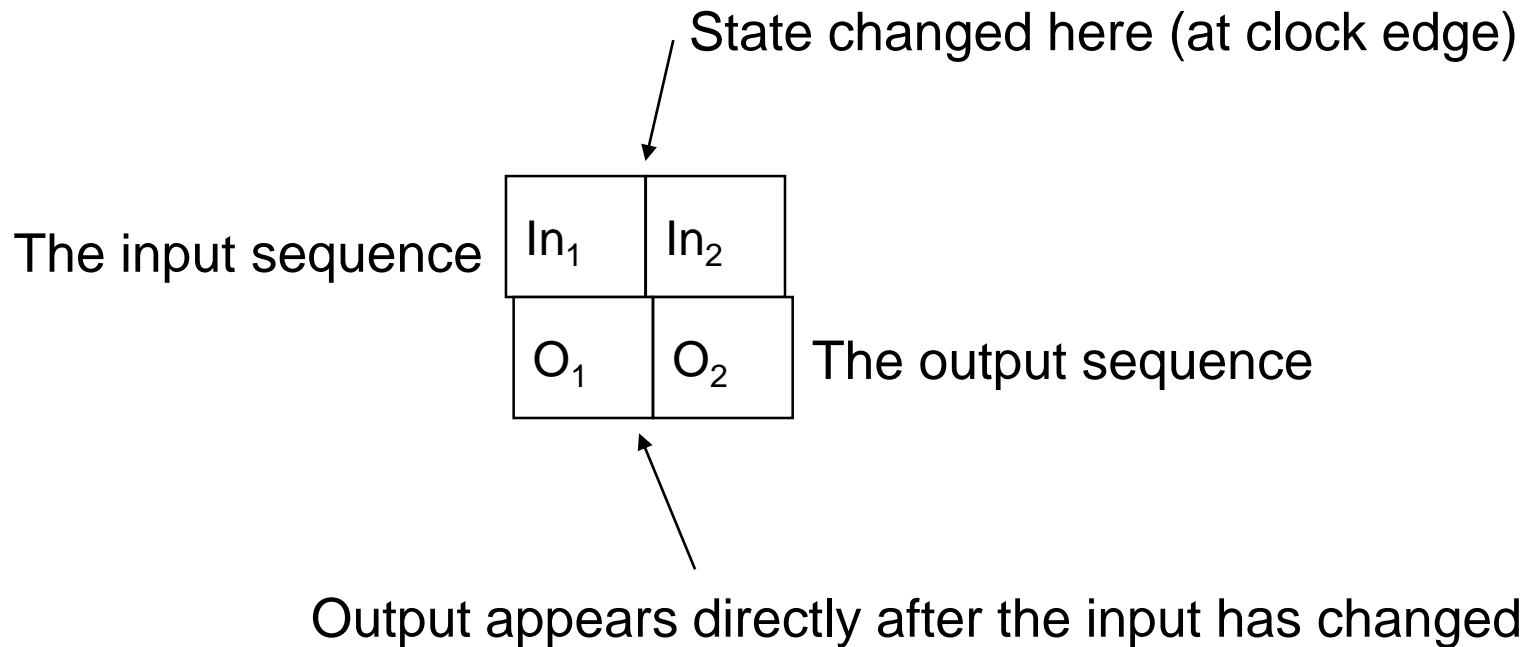 State changed here (at clock edge)
The input sequence
In₁ In₂
O₁ O₂
The output sequence
Output appears directly after the input has changed